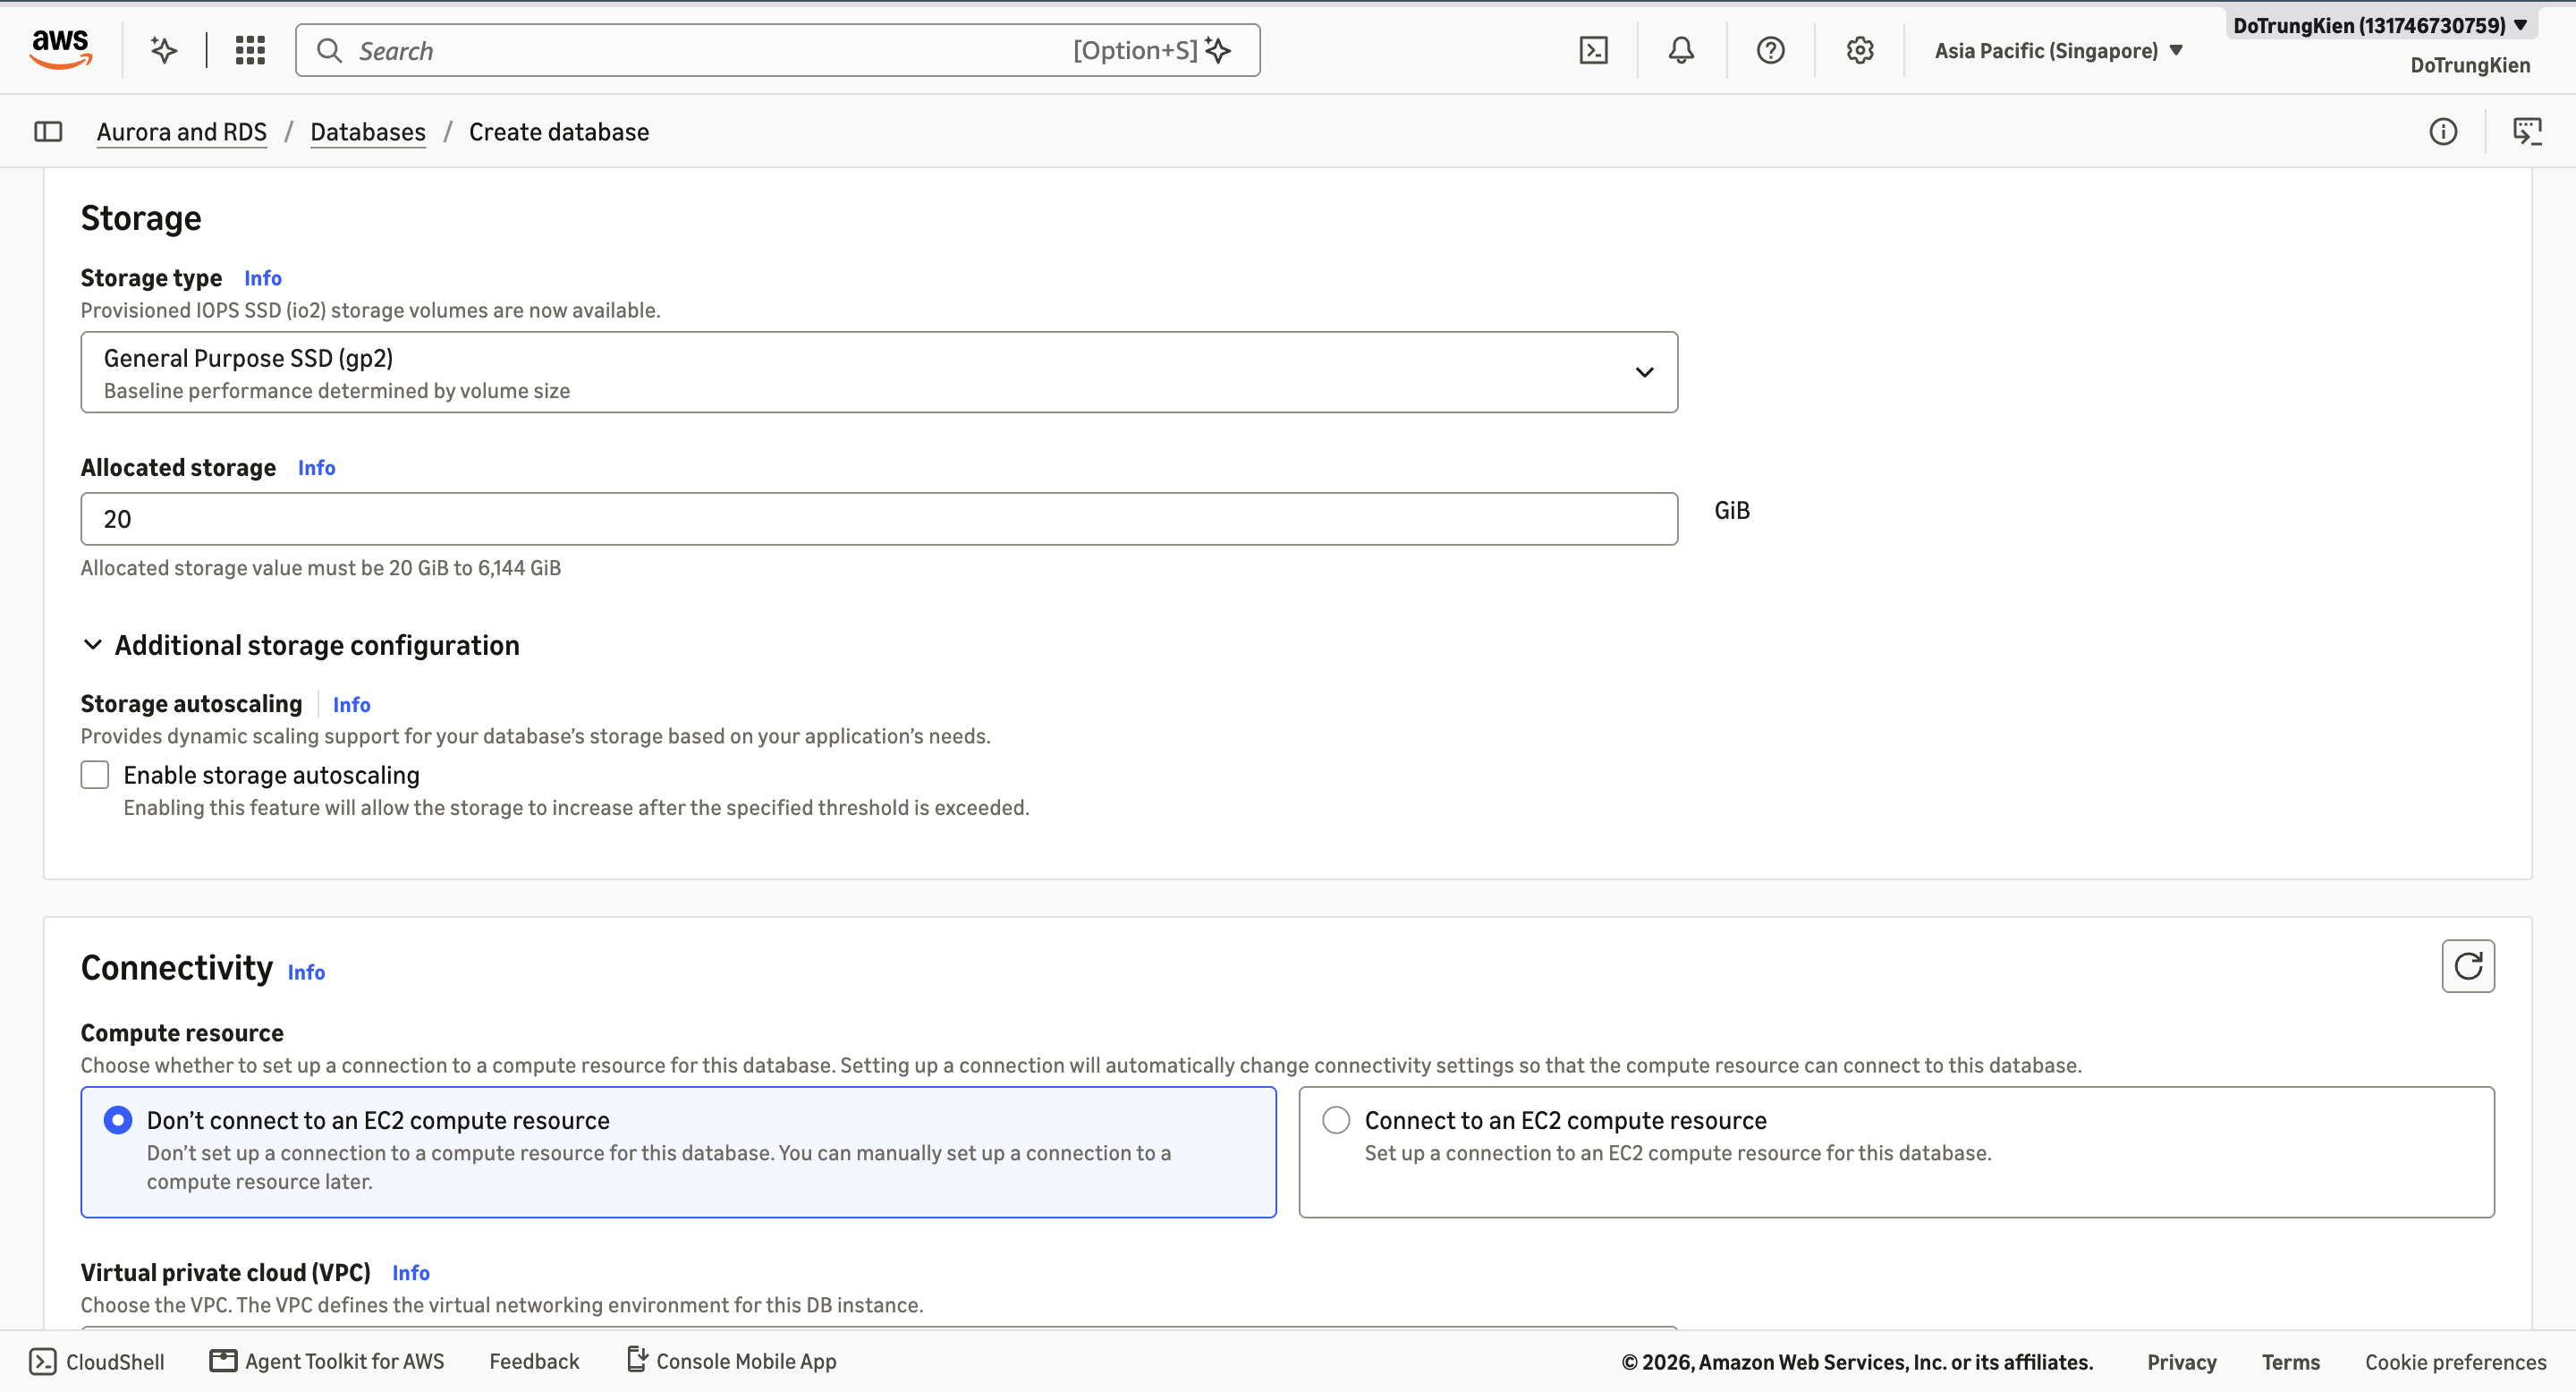 aws
Search
[Option+S]
Asia Pacific (Singapore)
DoTrungKien (131746730759)
DoTrungKien
Aurora and RDS / Databases / Create database
Storage
Storage type Info
Provisioned IOPS SSD (io2) storage volumes are now available.
General Purpose SSD (gp2)
Baseline performance determined by volume size
Allocated storage Info
20
GiB
Allocated storage value must be 20 GiB to 6,144 GiB
Additional storage configuration
Storage autoscaling Info
Provides dynamic scaling support for your database’s storage based on your application’s needs.
Enable storage autoscaling
Enabling this feature will allow the storage to increase after the specified threshold is exceeded.
Connectivity Info
Compute resource
Choose whether to set up a connection to a compute resource for this database. Setting up a connection will automatically change connectivity settings so that the compute resource can connect to this database.
Don’t connect to an EC2 compute resource
Don’t set up a connection to a compute resource for this database. You can manually set up a connection to a
compute resource later.
Connect to an EC2 compute resource
Set up a connection to an EC2 compute resource for this database.
Virtual private cloud (VPC) Info
Choose the VPC. The VPC defines the virtual networking environment for this DB instance.
CloudShell
Agent Toolkit for AWS
Feedback
Console Mobile App
© 2026, Amazon Web Services, Inc. or its affiliates.
Privacy
Terms
Cookie preferences